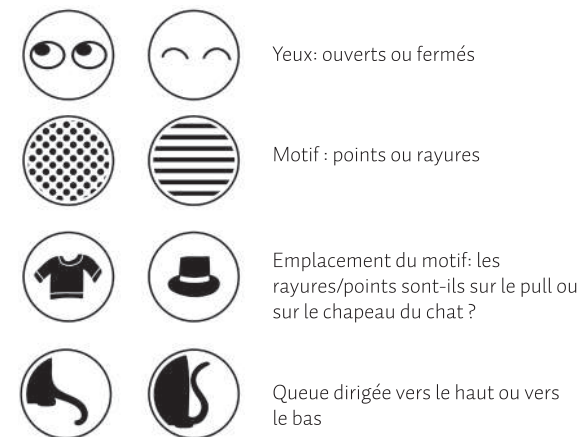 Yeux: ouverts ou fermés
Motif : points ou rayures
Emplacement du motif: les
rayures/points sont-ils sur le pull ou
sur le chapeau du chat ?
Queue dirigée vers le haut ou vers
le bas